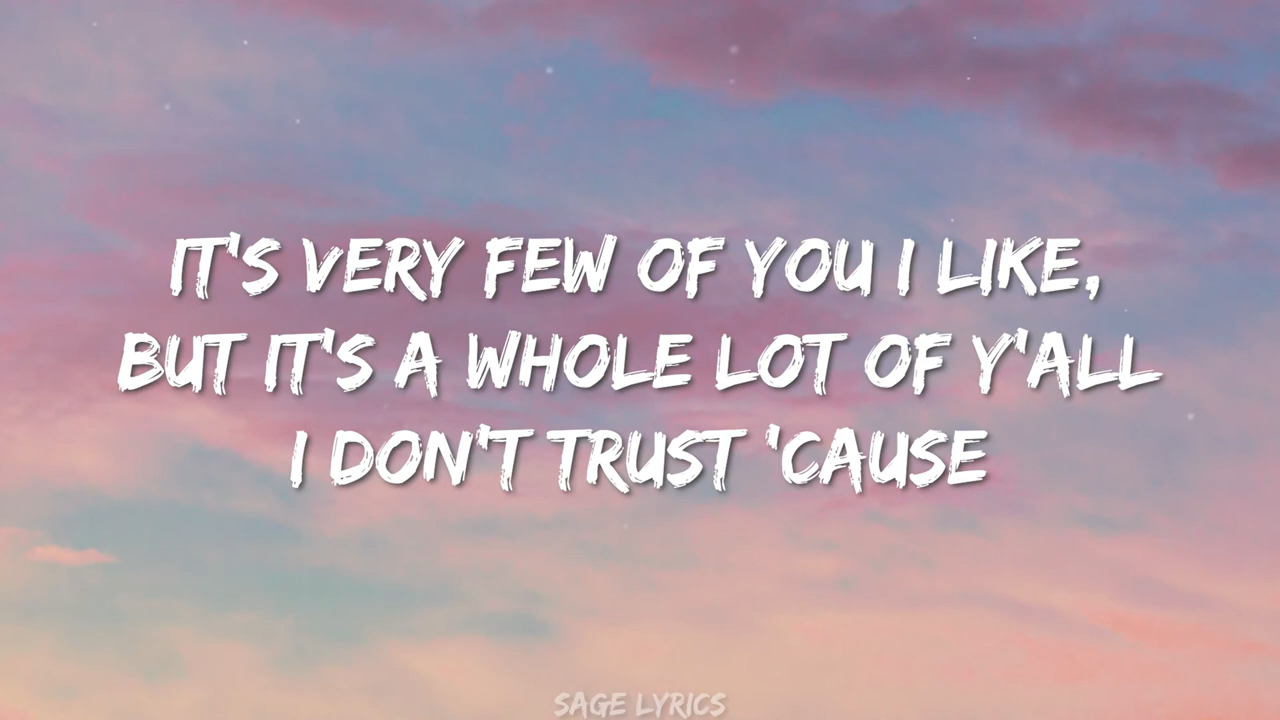 IT'S VERY FEW OF YOU I LIKE,
BUT IT'S A WHOLE LOT OF Y'ALL
I DON'T TRUST 'CAUSE
SAGE LYRICS